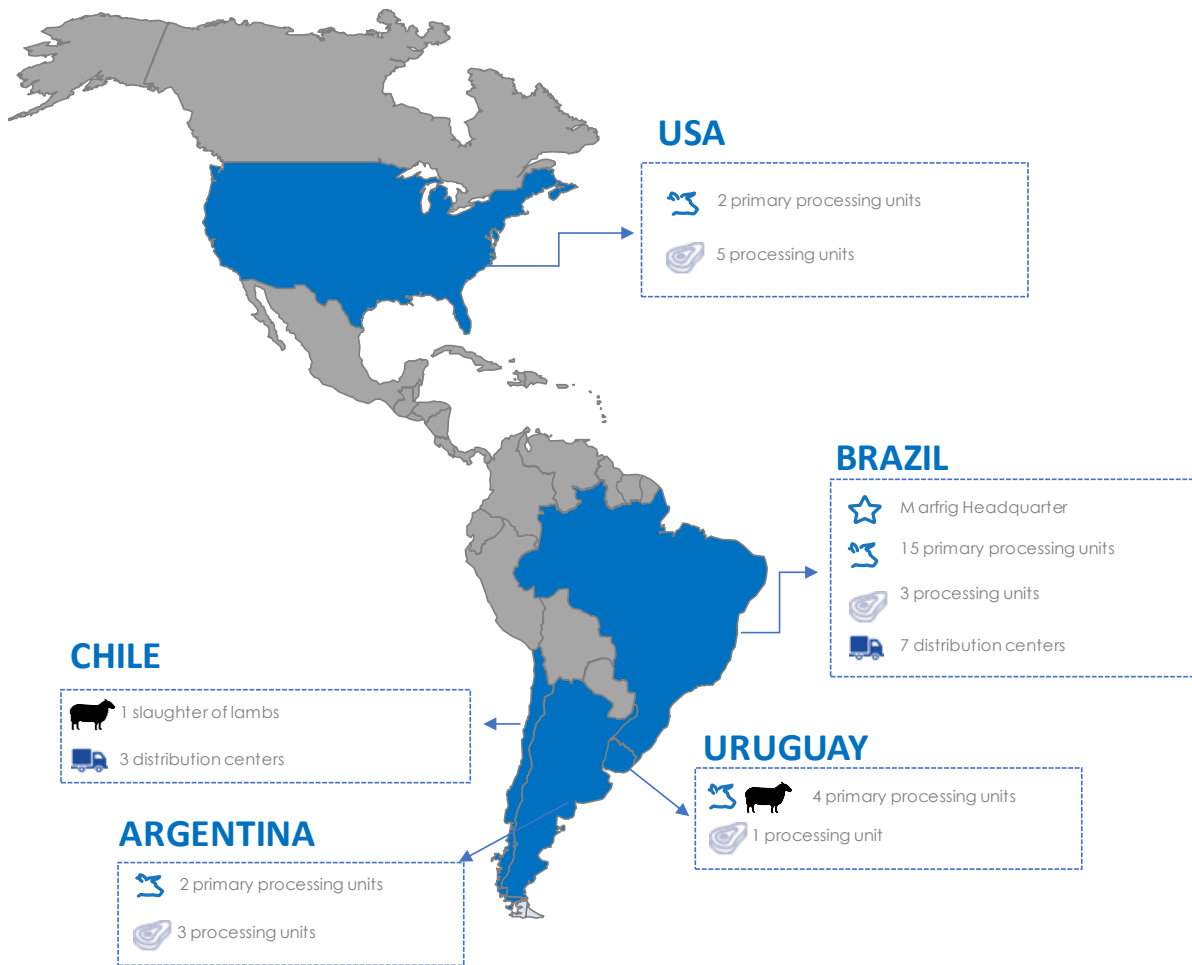 USA
2 primary processing units
5 processing units
BRAZIL
Marfrig Headquarter
15 primary processing units
3 processing units
7 distribution centers
CHILE
1 slaughter of lambs
3 distribution centers
URUGUAY
4 primary processing units
1 processing unit
ARGENTINA
2 primary processing units
3 processing units